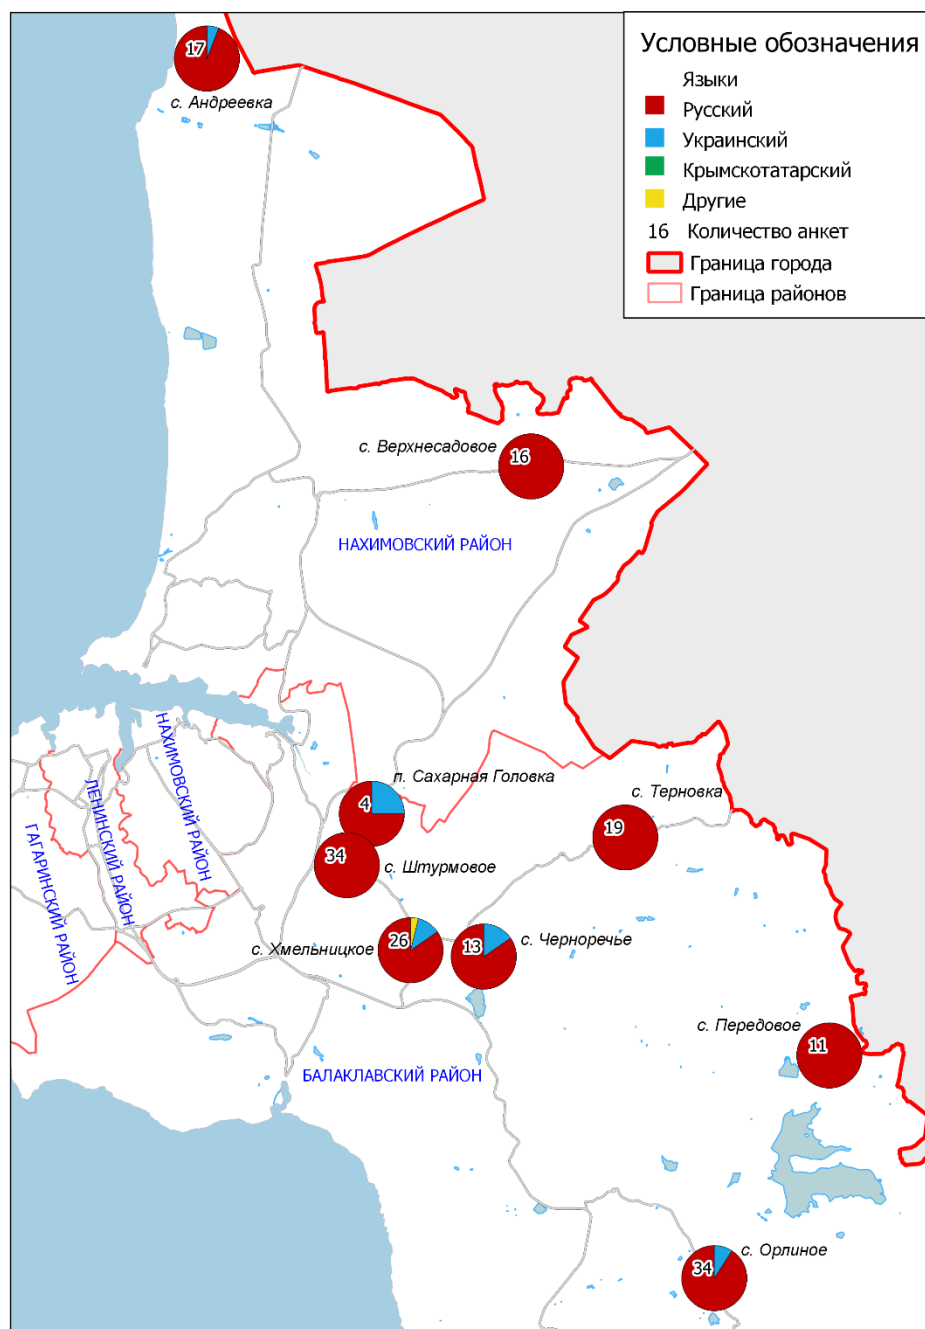 Условные обозначения
Языки
Русский
Украинский
Крымскотатарский
Другие
16 Количество анкет
Граница города
Граница районов
17
с. Андреевка
с. Верхнесадовое
16
НАХИМОВСКИЙ РАЙОН
НАХИМОВСКИЙ РАЙОН
ЛЕНИНСКИЙ РАЙОН
ГАГАРИНСКИЙ РАЙОН
п. Сахарная Головка
4
с. Терновка
19
34
с. Штурмовое
с. Хмельницкое
26
13
с. Черноречье
с. Передовое
11
БАЛАКЛАВСКИЙ РАЙОН
с. Орлиное
34